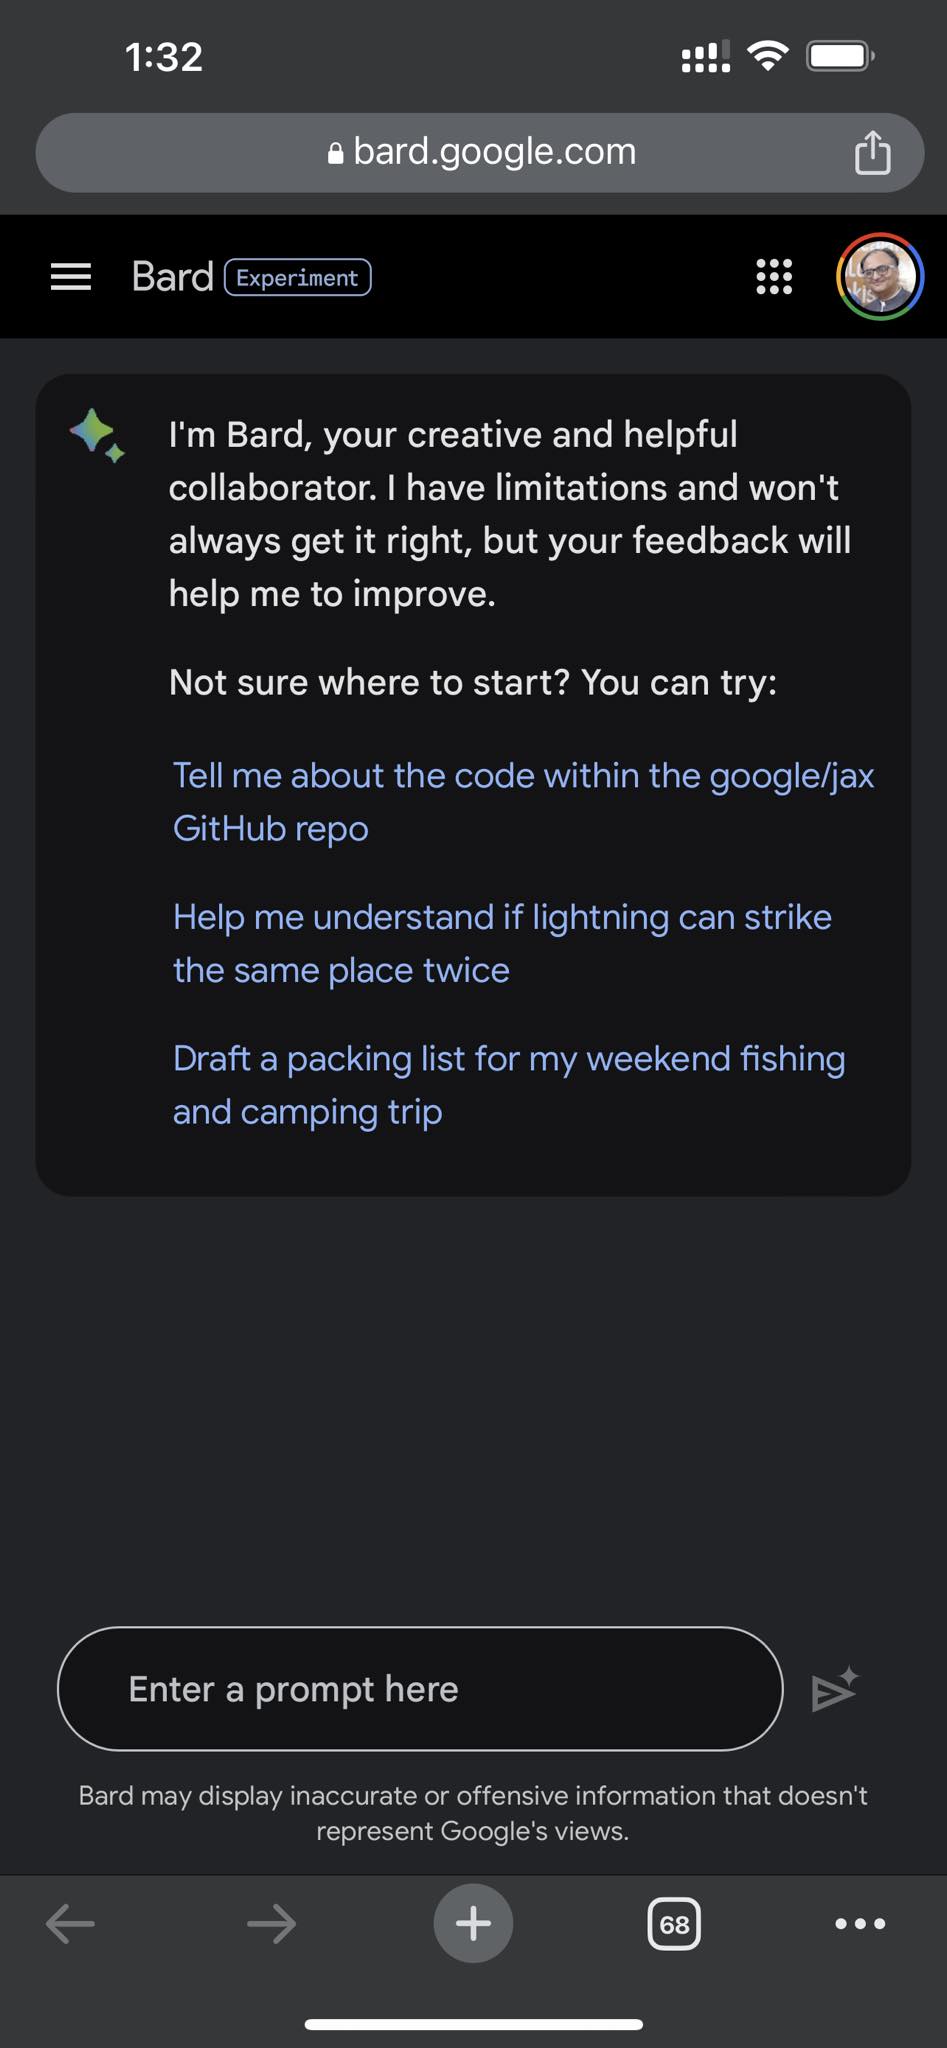 1:32
bard.google.com
Bard Experiment
I'm Bard, your creative and helpful
collaborator. I have limitations and won't
always get it right, but your feedback will
help me to improve.
Not sure where to start? You can try:
Tell me about the code within the google/jax
GitHub repo
Help me understand if lightning can strike
the same place twice
Draft a packing list for my weekend fishing
and camping trip
Enter a prompt here
Bard may display inaccurate or offensive information that doesn't
represent Google's views.
68